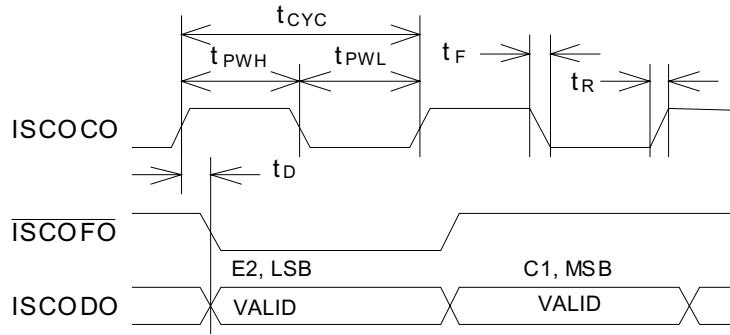 tCYC
tPWH tPWL tF
tR
ISCOCO
tD
ISCOFO
E2, LSB C1, MSB
ISCODO VALID VALID